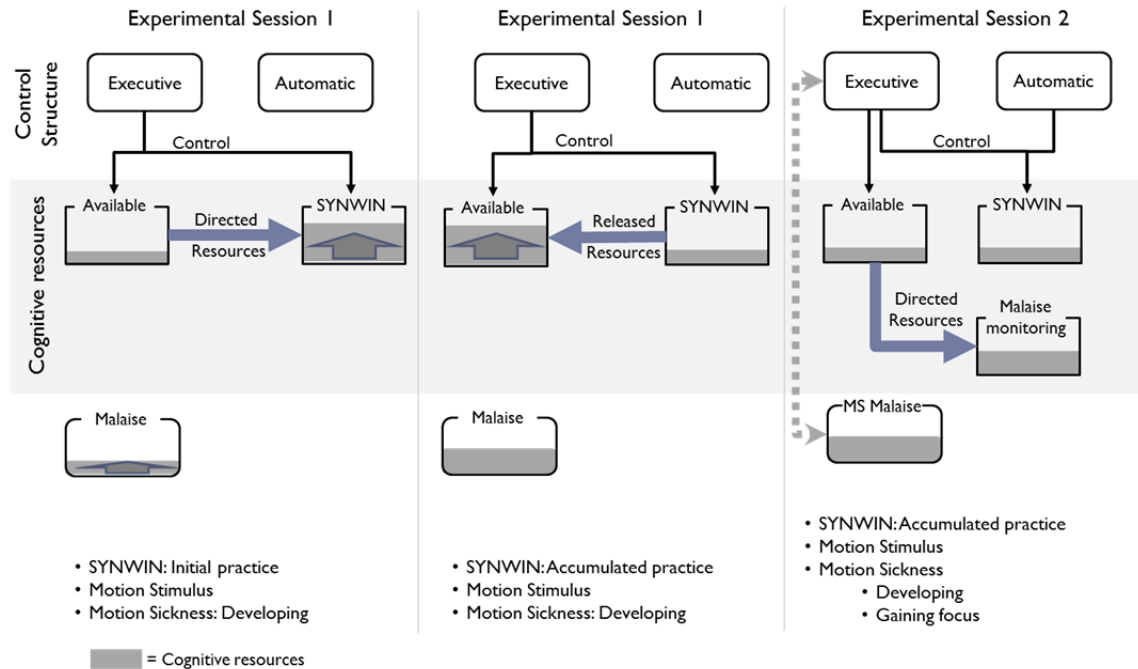 Experimental Session 1
Experimental Session 1
Experimental Session 2
Control
Structure
Executive
Automatic
Control
Executive
Automatic
Control
Executive
Automatic
Control
Cognitive resources
Available
Directed
Resources
SYNWIN
Available
Released
Resources
SYNWIN
Available
SYNWIN
Directed
Resources
Malaise
monitoring
Malaise
Malaise
MS Malaise
• SYNWIN: Initial practice
• Motion Stimulus
• Motion Sickness: Developing
• SYNWIN: Accumulated practice
• Motion Stimulus
• Motion Sickness: Developing
• SYNWIN: Accumulated practice
• Motion Stimulus
• Motion Sickness
• Developing
• Gaining focus
= Cognitive resources